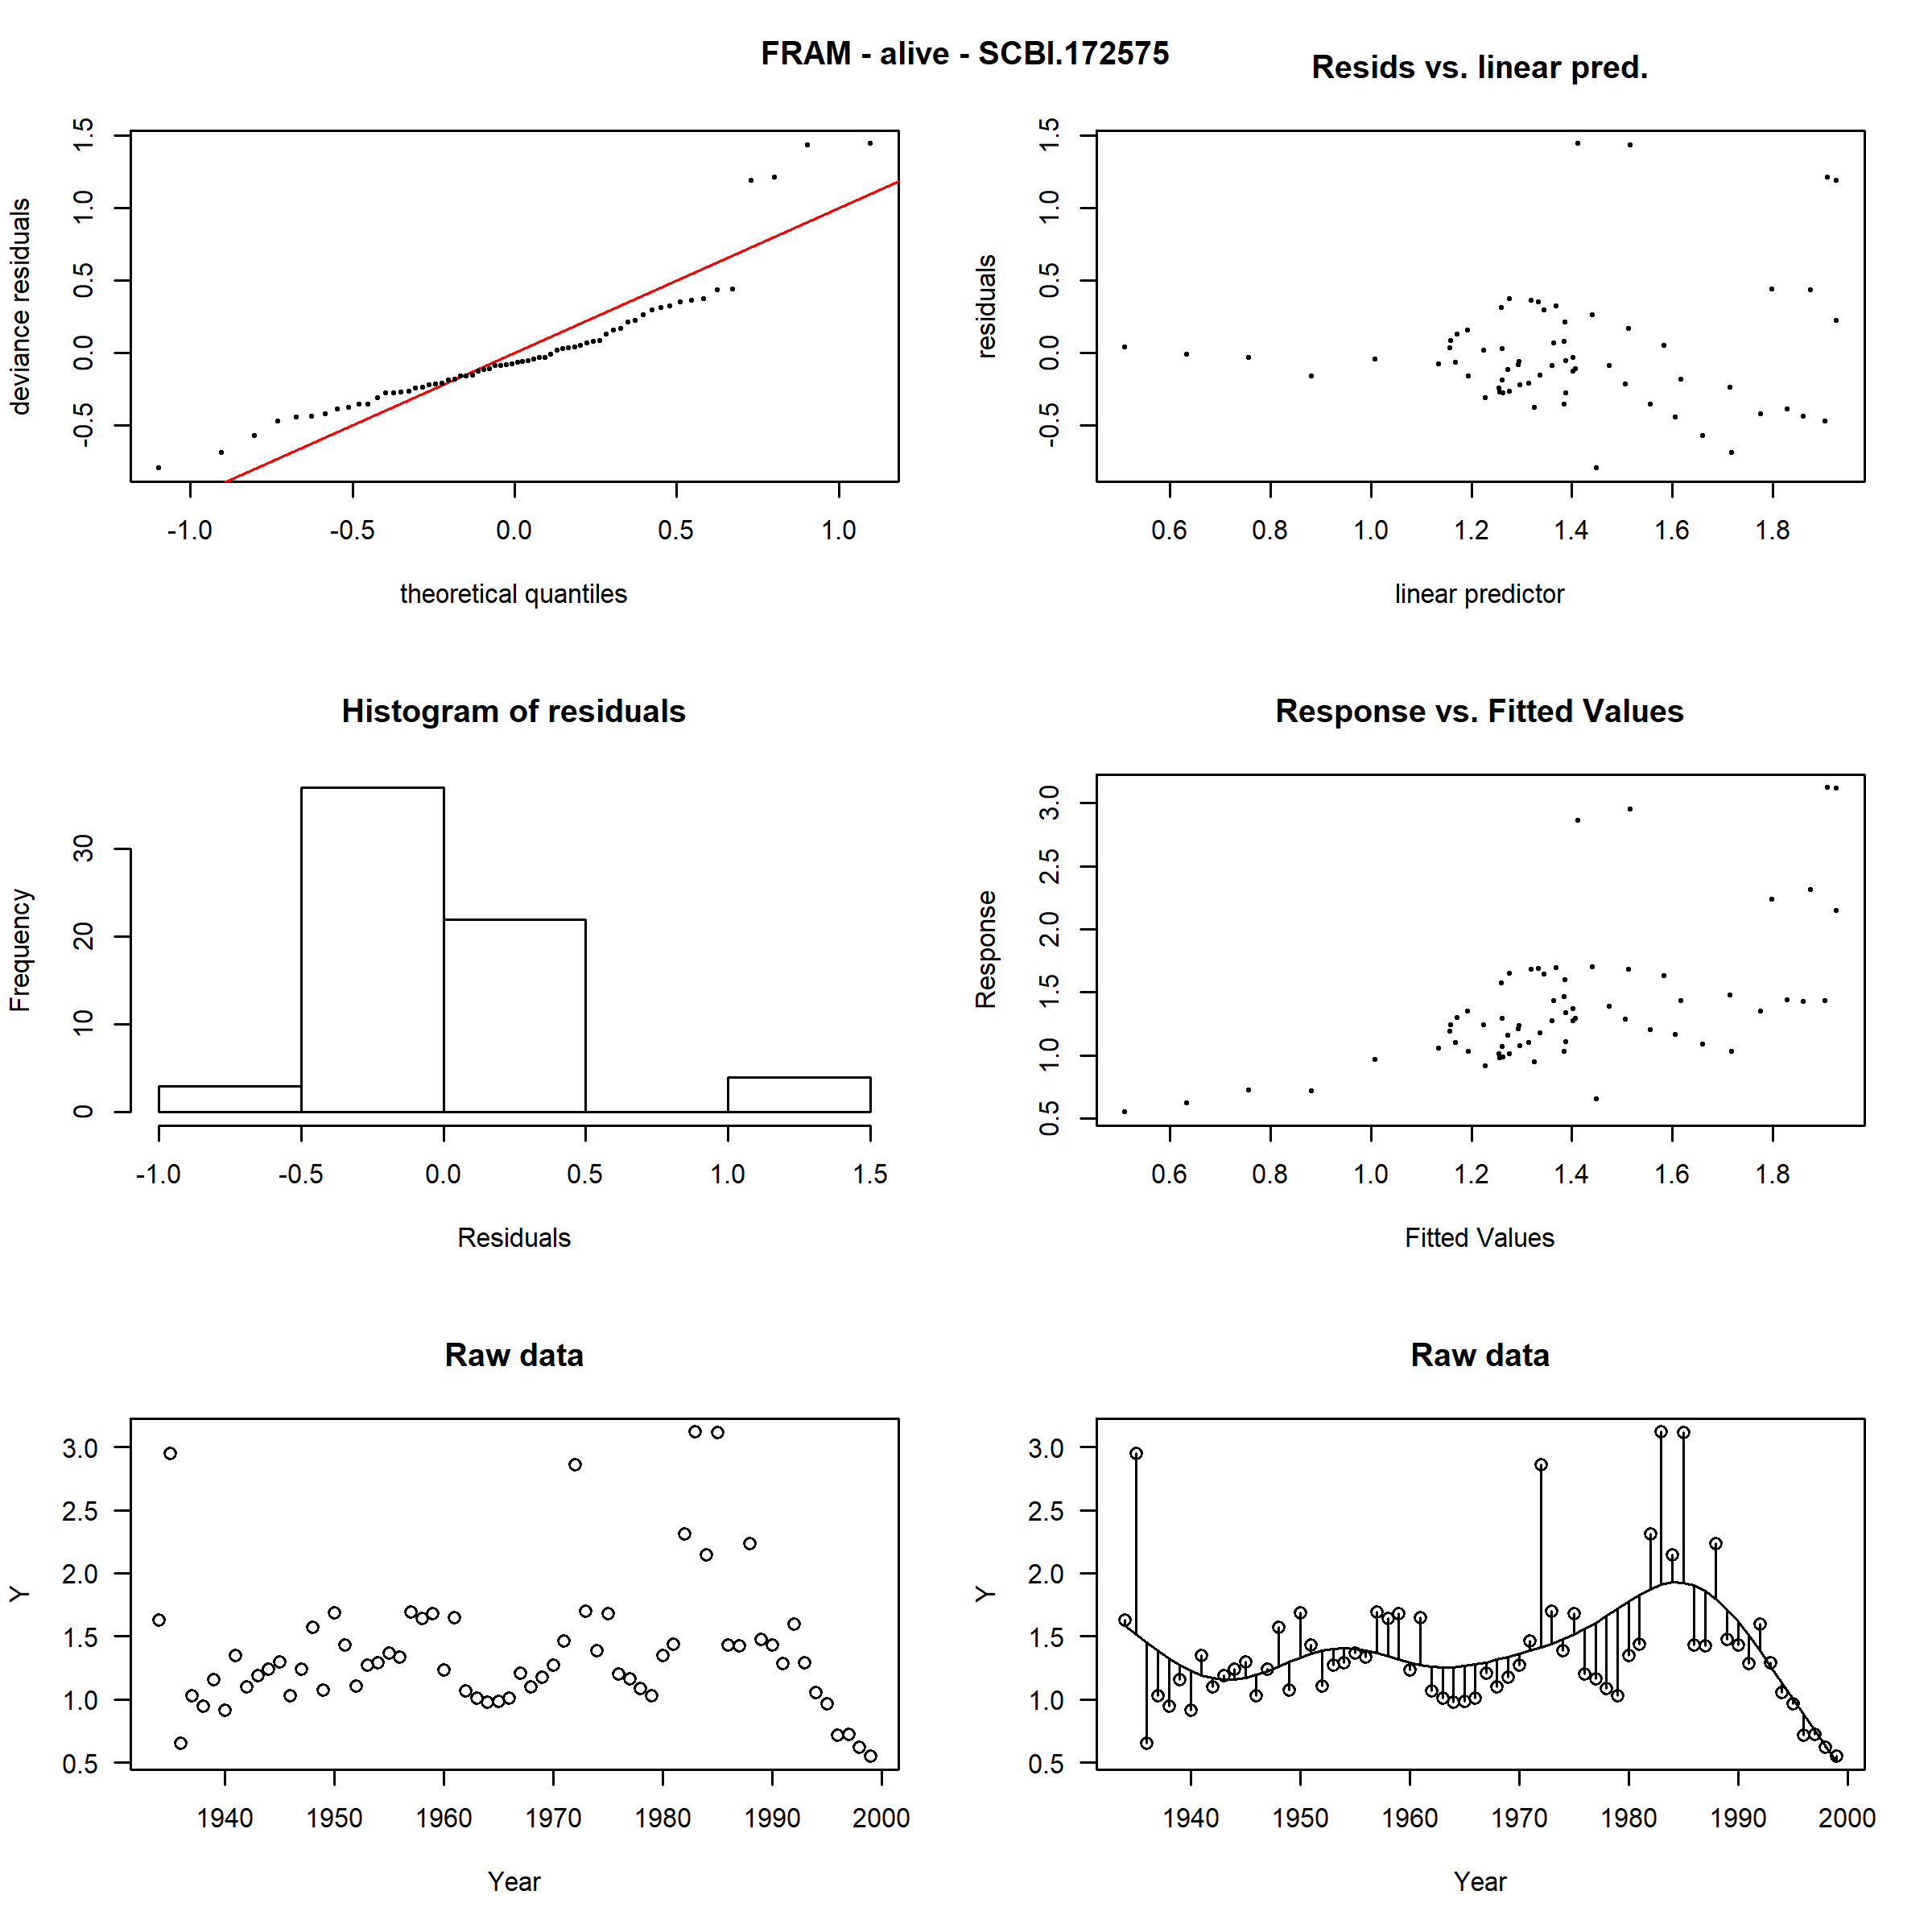 FRAM - alive - SCBI.172575
Resids vs. linear pred.
deviance residuals
-0.5 0.0 0.5 1.0 1.5
-1.0 -0.5 0.0 0.5 1.0
theoretical quantiles
residuals
-0.5 0.0 0.5 1.0 1.5
0.6 0.8 1.0 1.2 1.4 1.6 1.8
linear predictor
Histogram of residuals
Frequency
0 10 20 30
-1.0 -0.5 0.0 0.5 1.0 1.5
Residuals
Response vs. Fitted Values
Response
0.5 1.0 1.5 2.0 2.5 3.0
0.6 0.8 1.0 1.2 1.4 1.6 1.8
Fitted Values
Raw data
Y
3.0
2.5
2.0
1.5
1.0
0.5
1940 1950 1960 1970 1980 1990 2000
Year
Raw data
Y
3.0
2.5
2.0
1.5
1.0
0.5
1940 1950 1960 1970 1980 1990 2000
Year